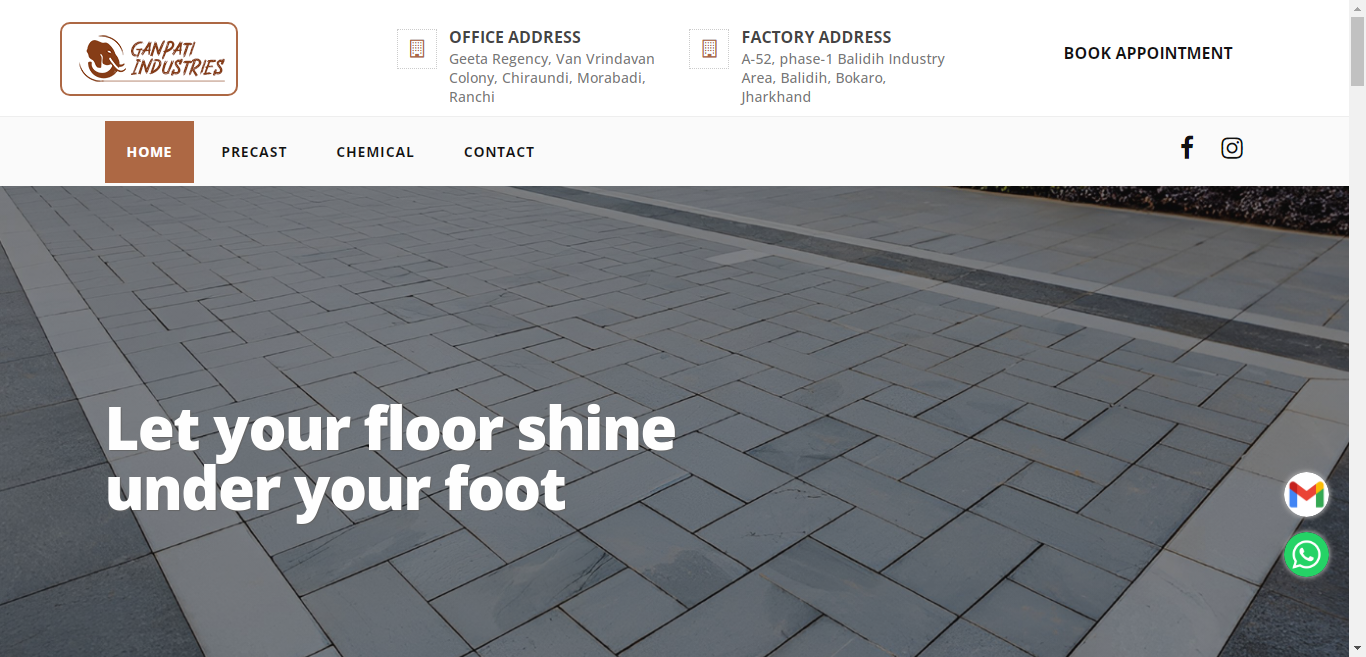 GANPATI
INDUSTRIES
OFFICE ADDRESS
Geeta Regency, Van Vrindavan
Colony, Chiraundi, Morabadi,
Ranchi
FACTORY ADDRESS
A-52, phase-1 Balidih Industry
Area, Balidih, Bokaro,
Jharkhand
BOOK APPOINTMENT
HOME
PRECAST
CHEMICAL
CONTACT
Let your floor shine
under your foot